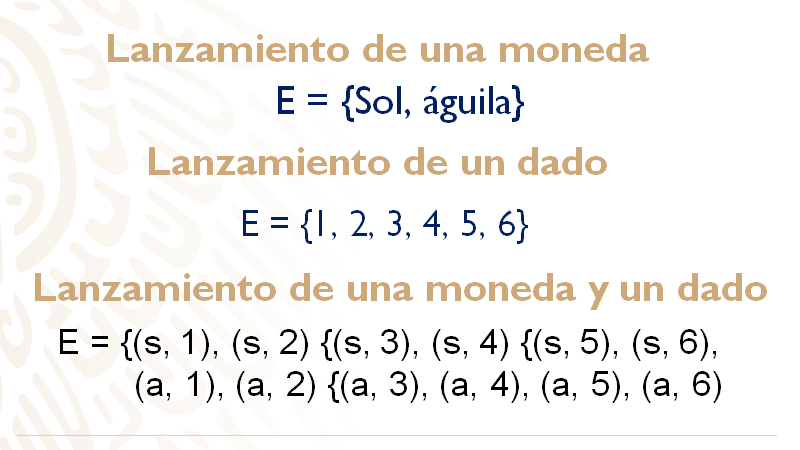 Lanzamiento de una moneda
E = {Sol, águila}
Lanzamiento de un dado
E = {1, 2, 3, 4, 5, 6}
Lanzamiento de una moneda y un dado
E = {(s, 1), (s, 2) {(s, 3), (s, 4) {(s, 5), (s, 6),
(a, 1), (a, 2) {(a, 3), (a, 4), (a, 5), (a, 6)